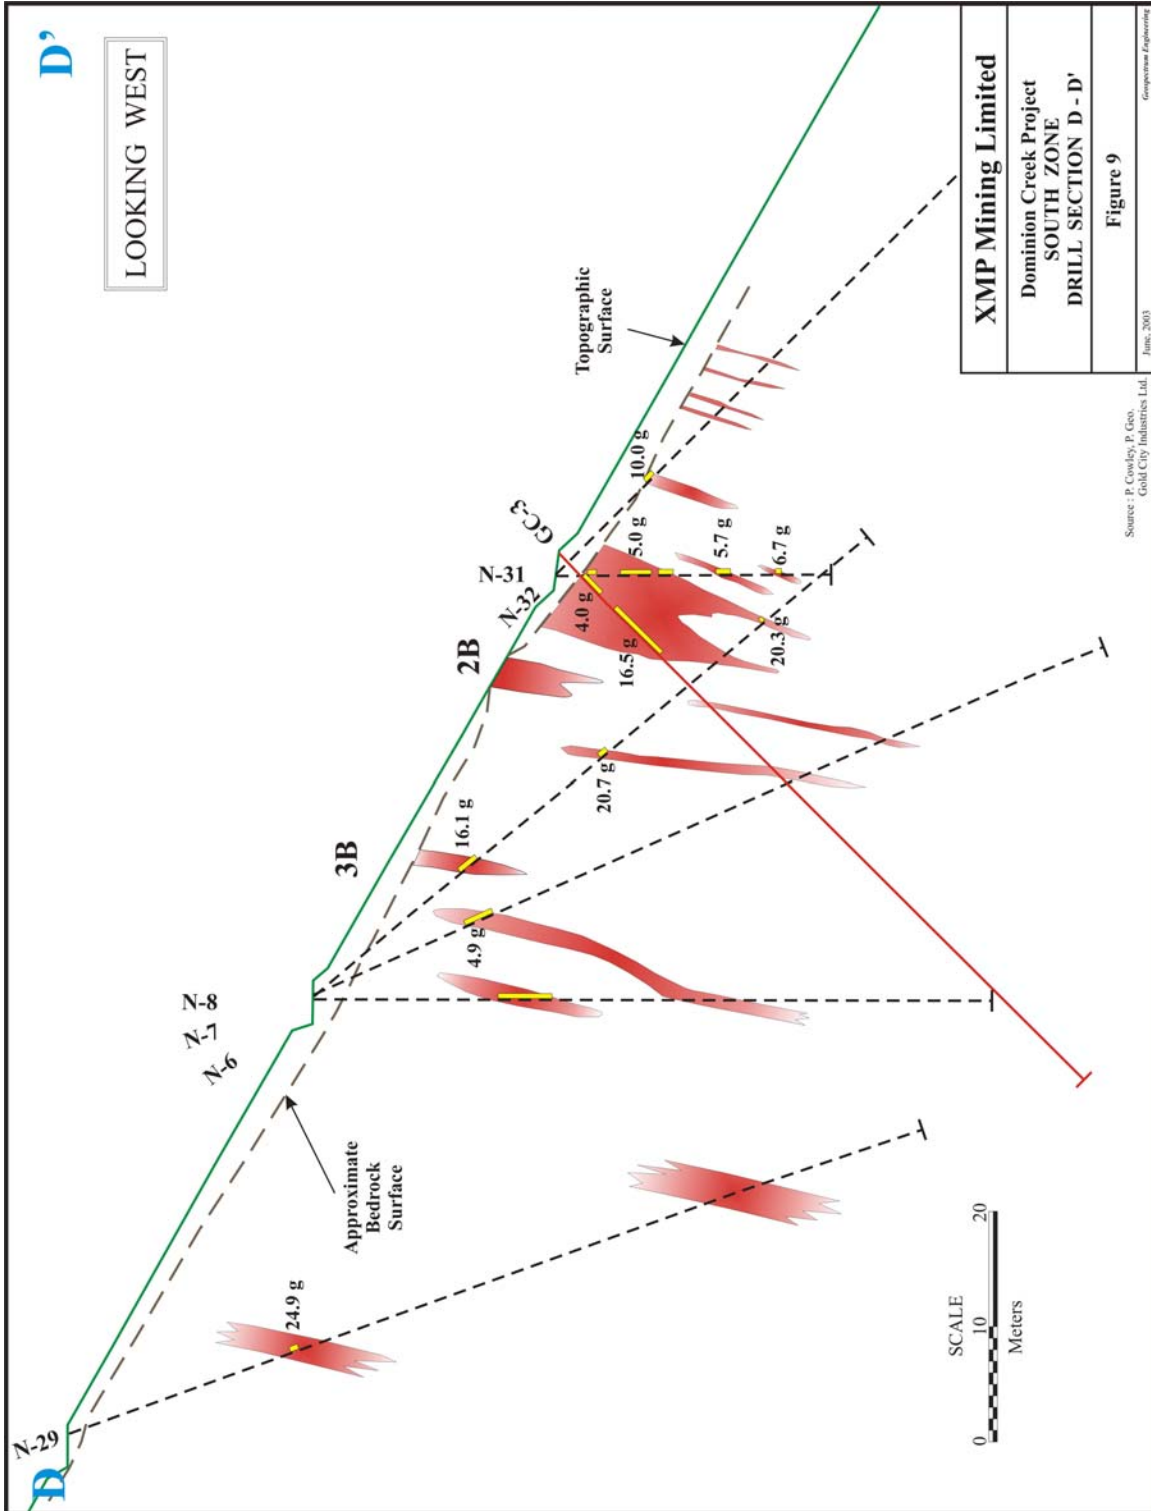 D
D'
LOOKING WEST
N-29
N-6
N-7
N-8
3B
2B
N-32
N-31
GC-3
Topographic
Surface
Approximate
Bedrock
Surface
24.9 g
4.9 g
16.1 g
20.7 g
16.5 g
4.0 g
20.3 g
5.0 g
5.7 g
6.7 g
10.0 g
SCALE
0 10 20
Meters
XMP Mining Limited
Dominion Creek Project
SOUTH ZONE
DRILL SECTION D - D'
Figure 9
Source : P. Cowley, P. Geo.
Gold City Industries Ltd.
June, 2003
Geospectrum Engineering